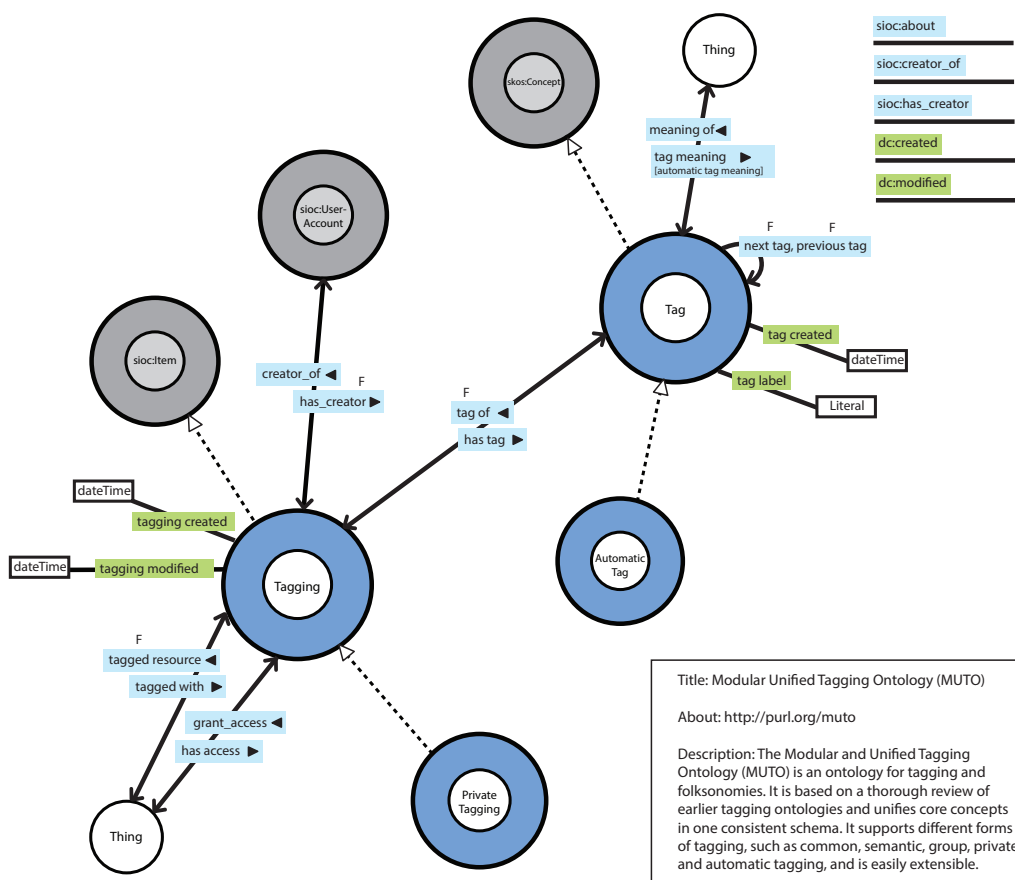 Thing
sioc:about
sioc:creator_of
sioc:has_creator
dc:created
dc:modified
skos:Concept
meaning of ◀
tag meaning ▶
[automatic tag meaning]
sioc:User-
Account
F F
next tag, previous tag
Tag
tag created
dateTime
tag label
Literal
sioc:Item
creator_of ◀
F
has_creator ▶
F
tag of ◀
has tag ▶
dateTime
tagging created
dateTime
tagging modified
Tagging
Automatic
Tag
F
tagged resource ◀
tagged with ▶
grant_access ◀
has access ▶
Thing
Private
Tagging
Title: Modular Unified Tagging Ontology (MUTO)
About: http://purl.org/muto
Description: The Modular and Unified Tagging
Ontology (MUTO) is an ontology for tagging and
folksonomies. It is based on a thorough review of
earlier tagging ontologies and unifies core concepts
in one consistent schema. It supports different forms
of tagging, such as common, semantic, group, private
and automatic tagging, and is easily extensible.